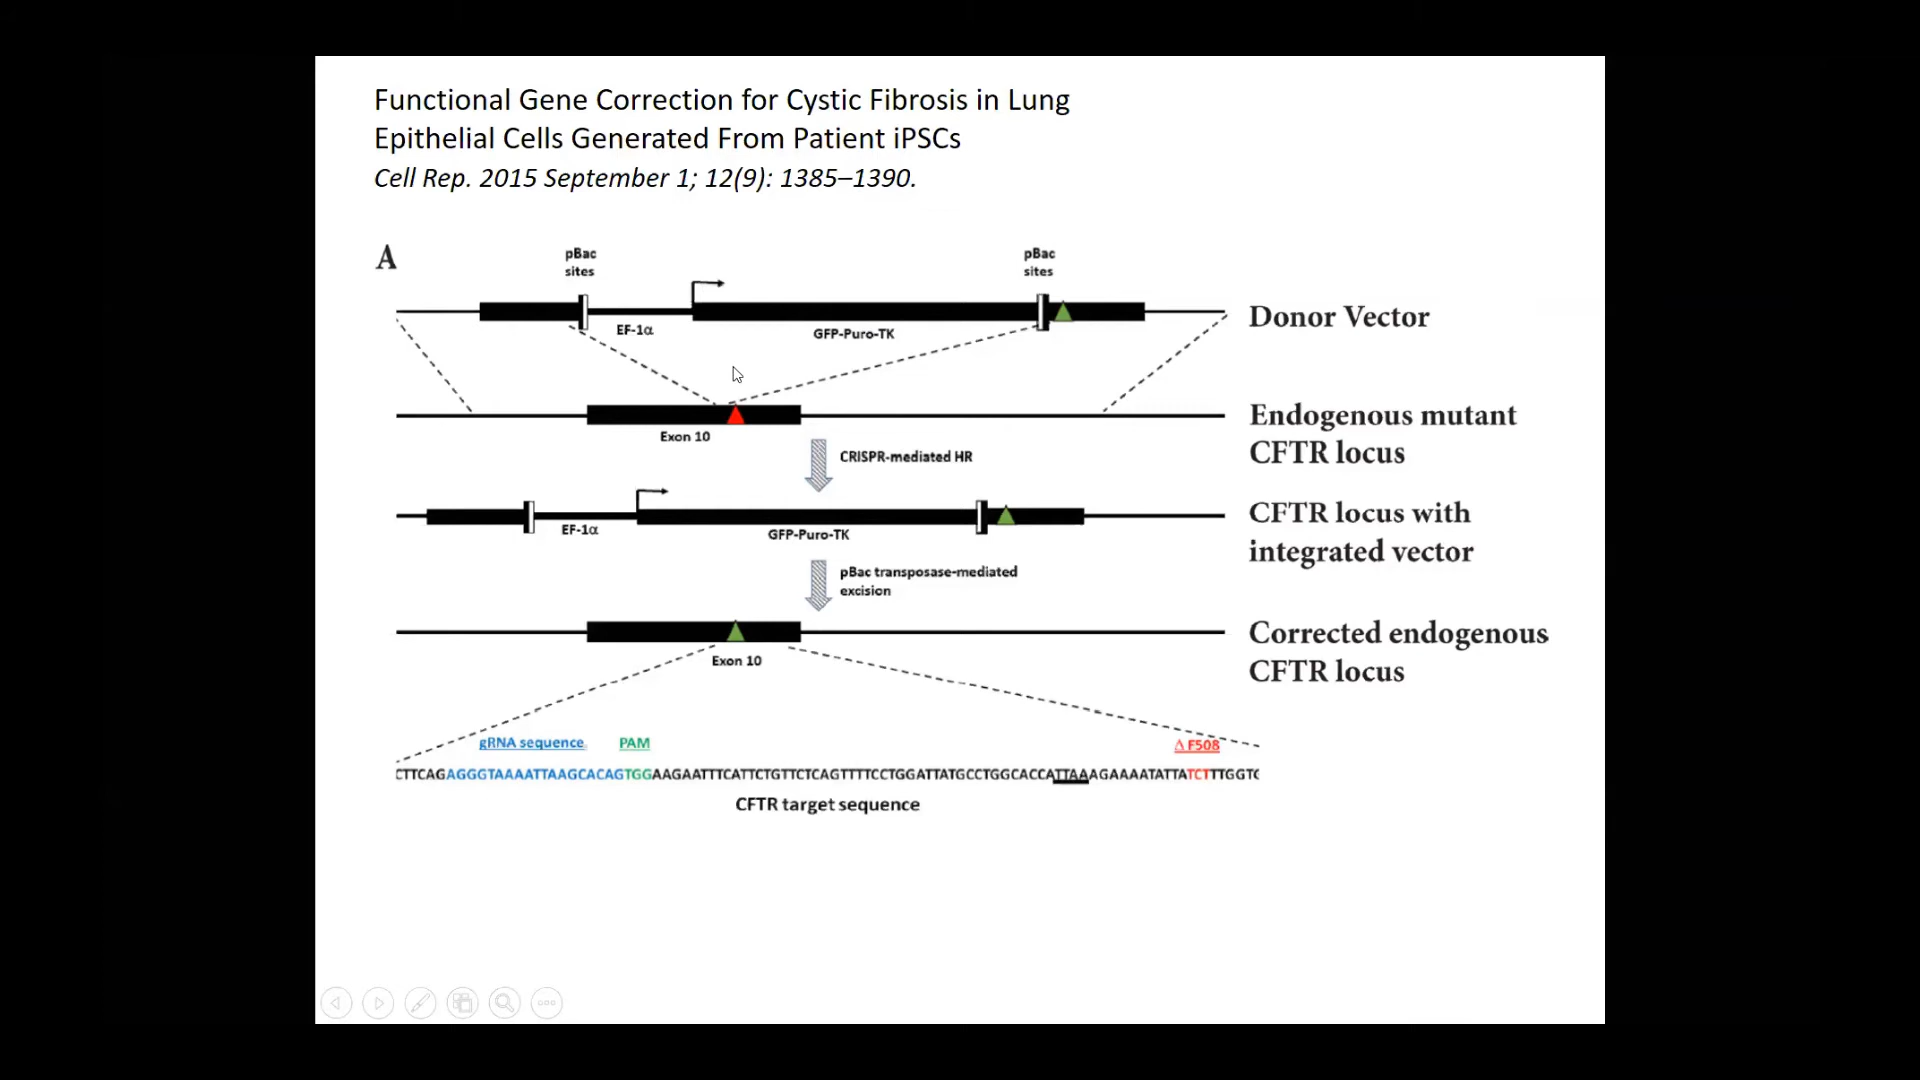 Functional Gene Correction for Cystic Fibrosis in Lung
Epithelial Cells Generated From Patient iPSCs
Cell Rep. 2015 September 1; 12(9): 1385–1390.
A
pBac
sites
pBac
sites
EF-1α
GFP-Puro-TK
Donor Vector
Exon 10
Endogenous mutant
CFTR locus
CRISPR-mediated HR
EF-1α
GFP-Puro-TK
CFTR locus with
integrated vector
pBac transposase-mediated
excision
Exon 10
Corrected endogenous
CFTR locus
gRNA sequence
PAM
Δ F508
CTTCAGAGGGTAAAATTAAGCACAGTGGAAGAATTTCATTCTGTTCTCAGTTTTCCTGGATTATGCCTGGCACCATTAAAGAAAATATTATCTTTGGTG
CFTR target sequence